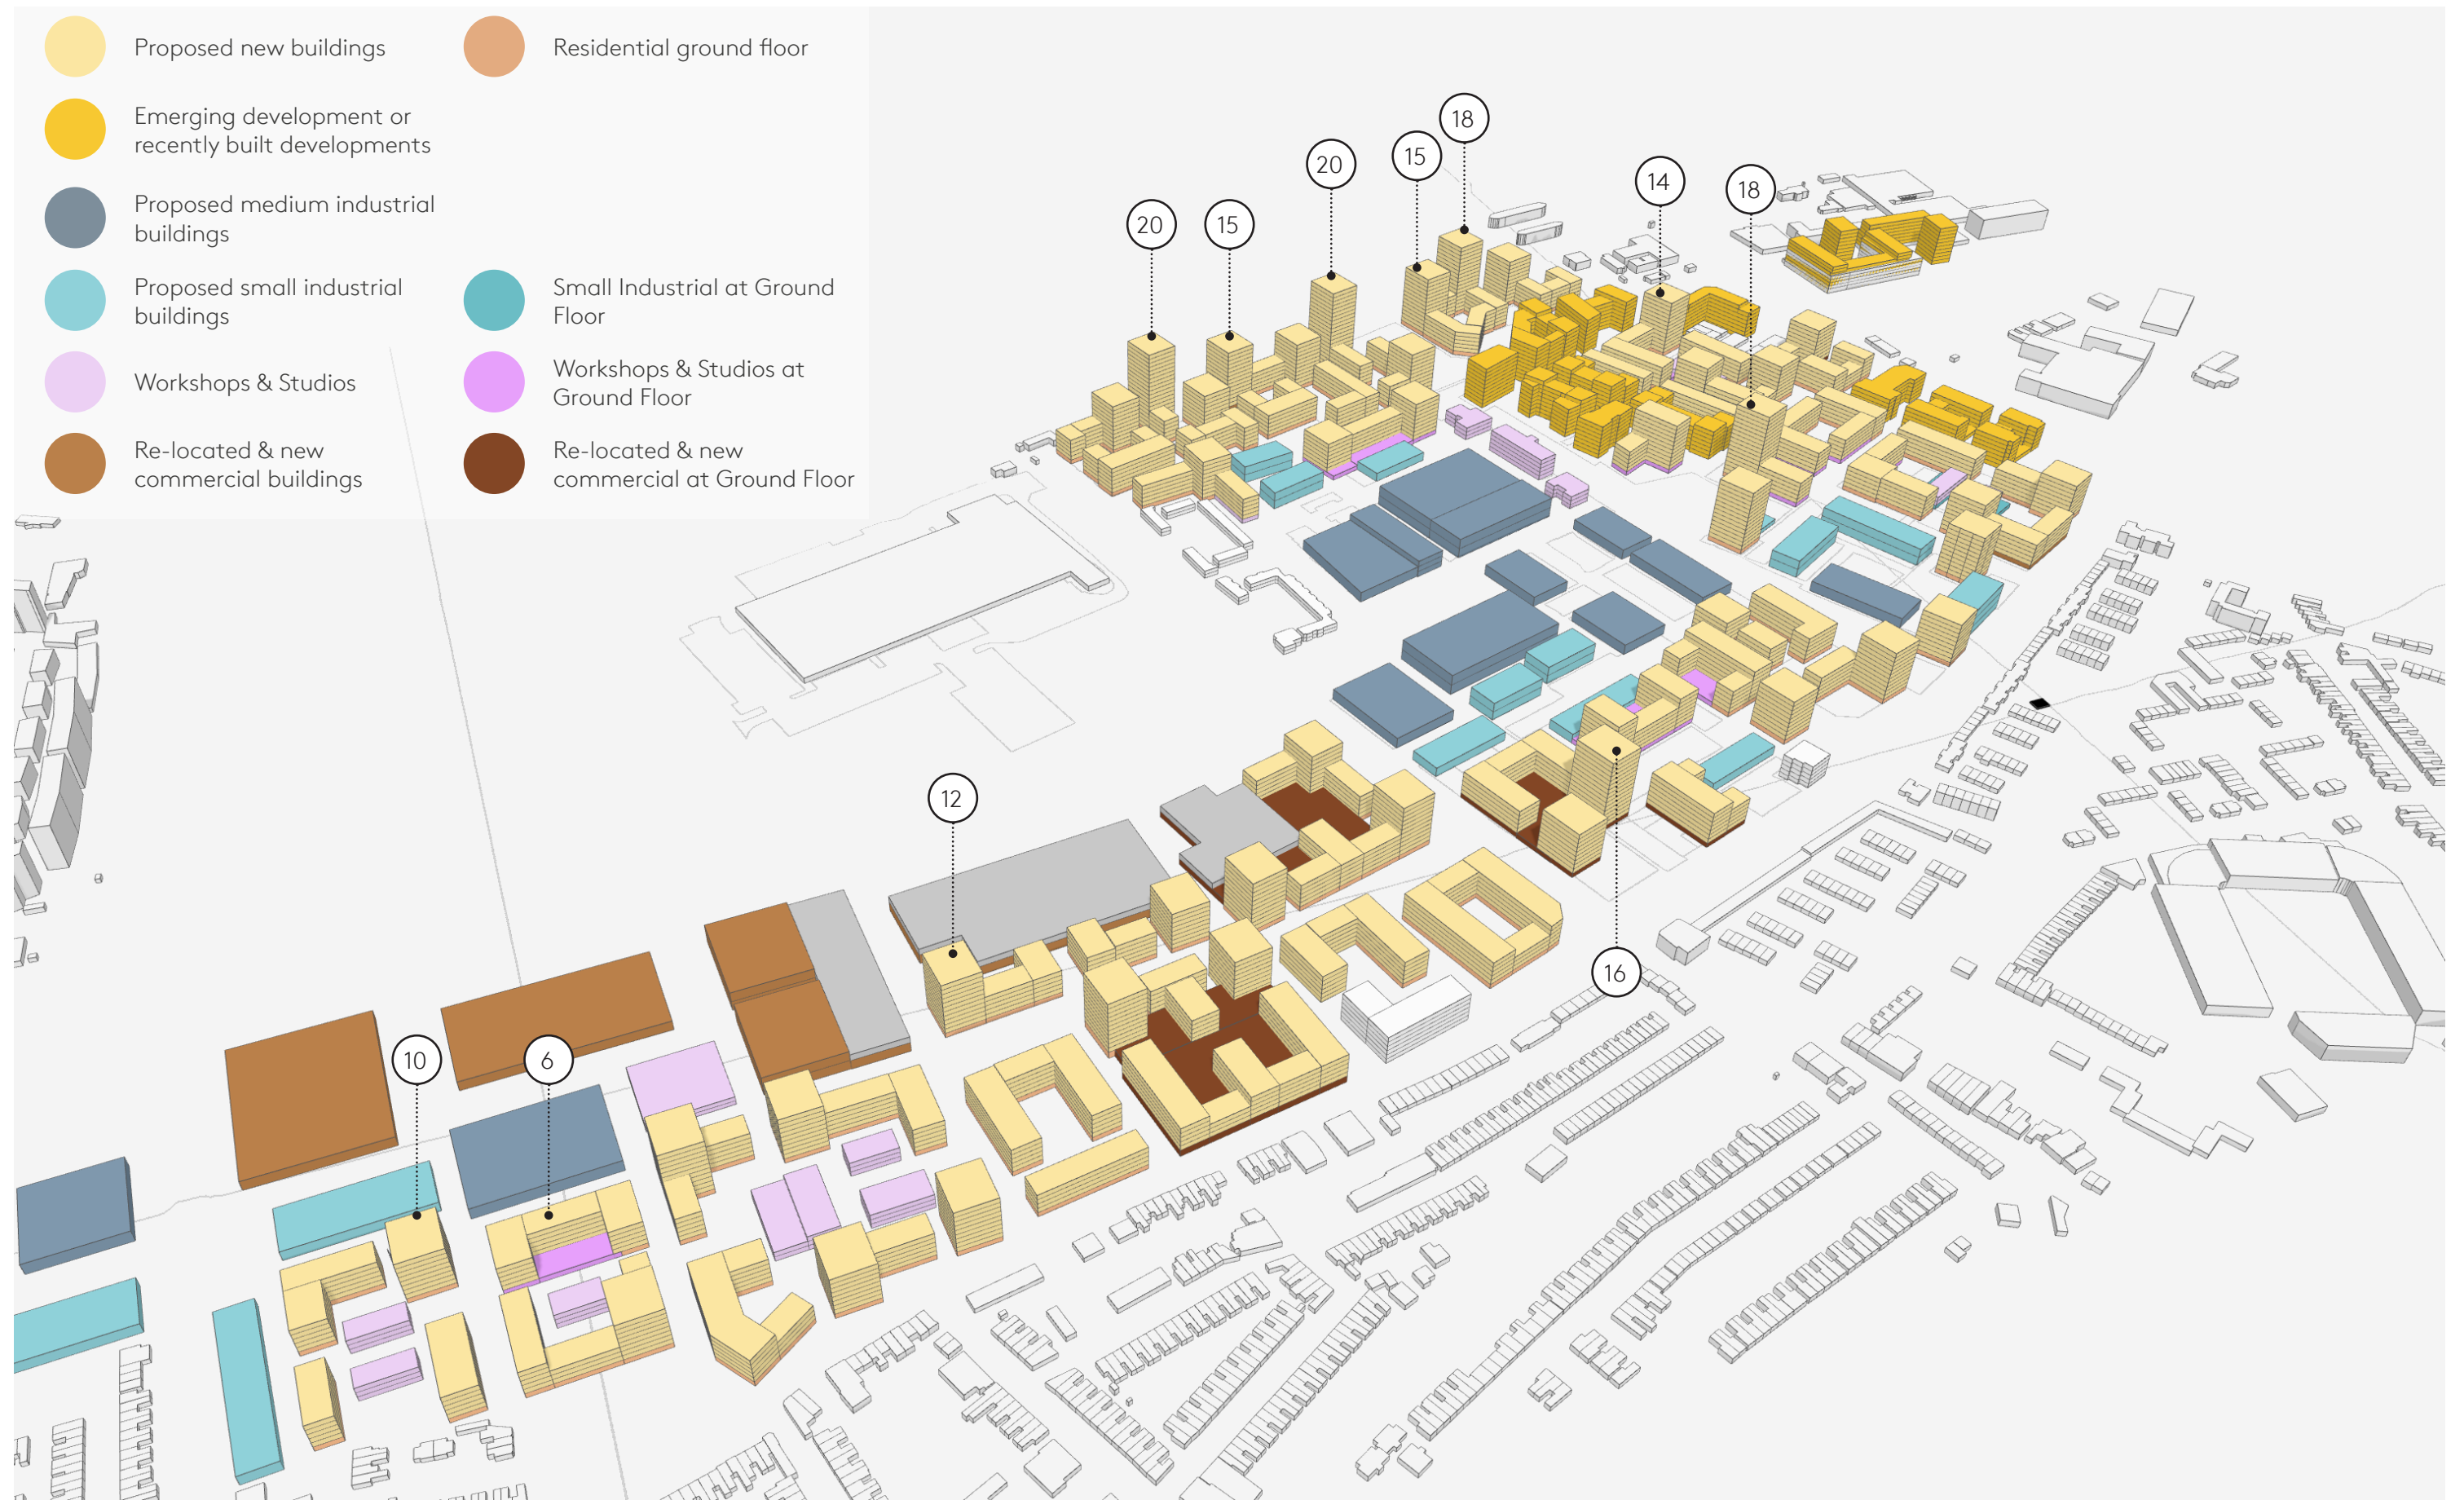 Proposed new buildings
Residential ground floor
Emerging development or
recently built developments
Proposed medium industrial
buildings
Proposed small industrial
buildings
Small Industrial at Ground
Floor
Workshops & Studios
Workshops & Studios at
Ground Floor
Re-located & new
commercial buildings
Re-located & new
commercial at Ground Floor
18
15
20
14
18
20
15
12
16
10
6